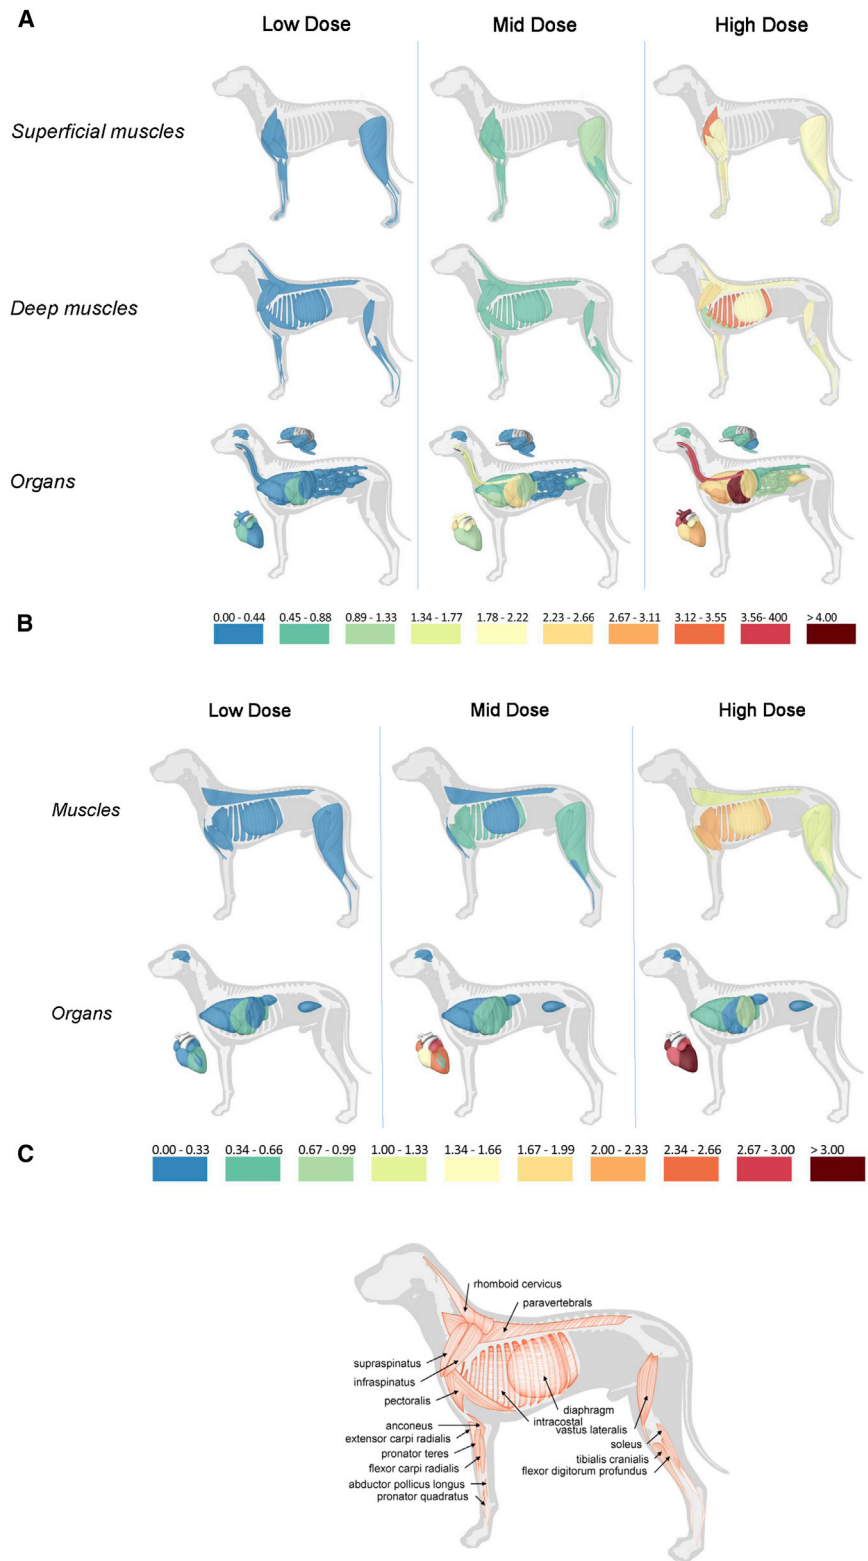 A
Low Dose
Mid Dose
High Dose
Superficial muscles
Deep muscles
Organs
B
0.00 - 0.44
0.45 - 0.88
0.89 - 1.33
1.34 - 1.77
1.78 - 2.22
2.23 - 2.66
2.67 - 3.11
3.12 - 3.55
3.56- 400
> 4.00
Low Dose
Mid Dose
High Dose
Muscles
Organs
C
0.00 - 0.33
0.34 - 0.66
0.67 - 0.99
1.00 - 1.33
1.34 - 1.66
1.67 - 1.99
2.00 - 2.33
2.34 - 2.66
2.67 - 3.00
> 3.00
rhomboid cervicus
paravertebrals
supraspinatus
infraspinatus
pectoralis
diaphragm
intracostal
vastus lateralis
anconeus
extensor carpi radialis
soleus
pronator teres
tibialis cranialis
flexor carpi radialis
flexor digitorum profundus
abductor pollicus longus
pronator quadratus